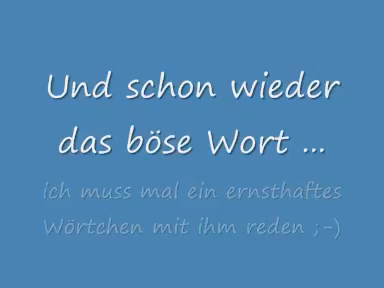 Und schon wieder
das böse Wort ...
ich muss mal ein ernsthaftes
Wörtchen mit ihm reden ;-)